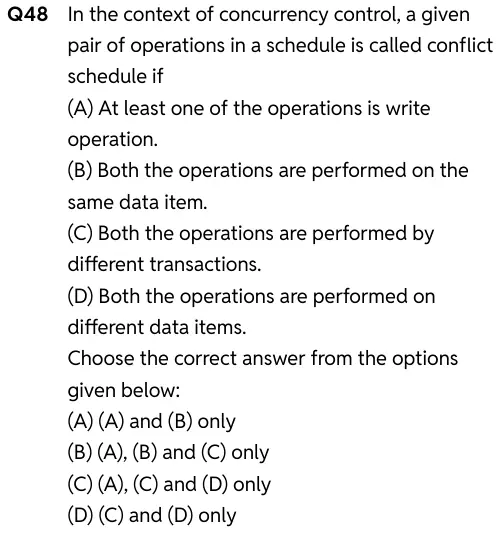 Q48 In the context of concurrency control, a given
pair of operations in a schedule is called conflict
schedule if
(A) At least one of the operations is write
operation.
(B) Both the operations are performed on the
same data item.
(C) Both the operations are performed by
different transactions.
(D) Both the operations are performed on
different data items.
Choose the correct answer from the options
given below:
(A) (A) and (B) only
(B) (A), (B) and (C) only
(C) (A), (C) and (D) only
(D) (C) and (D) only